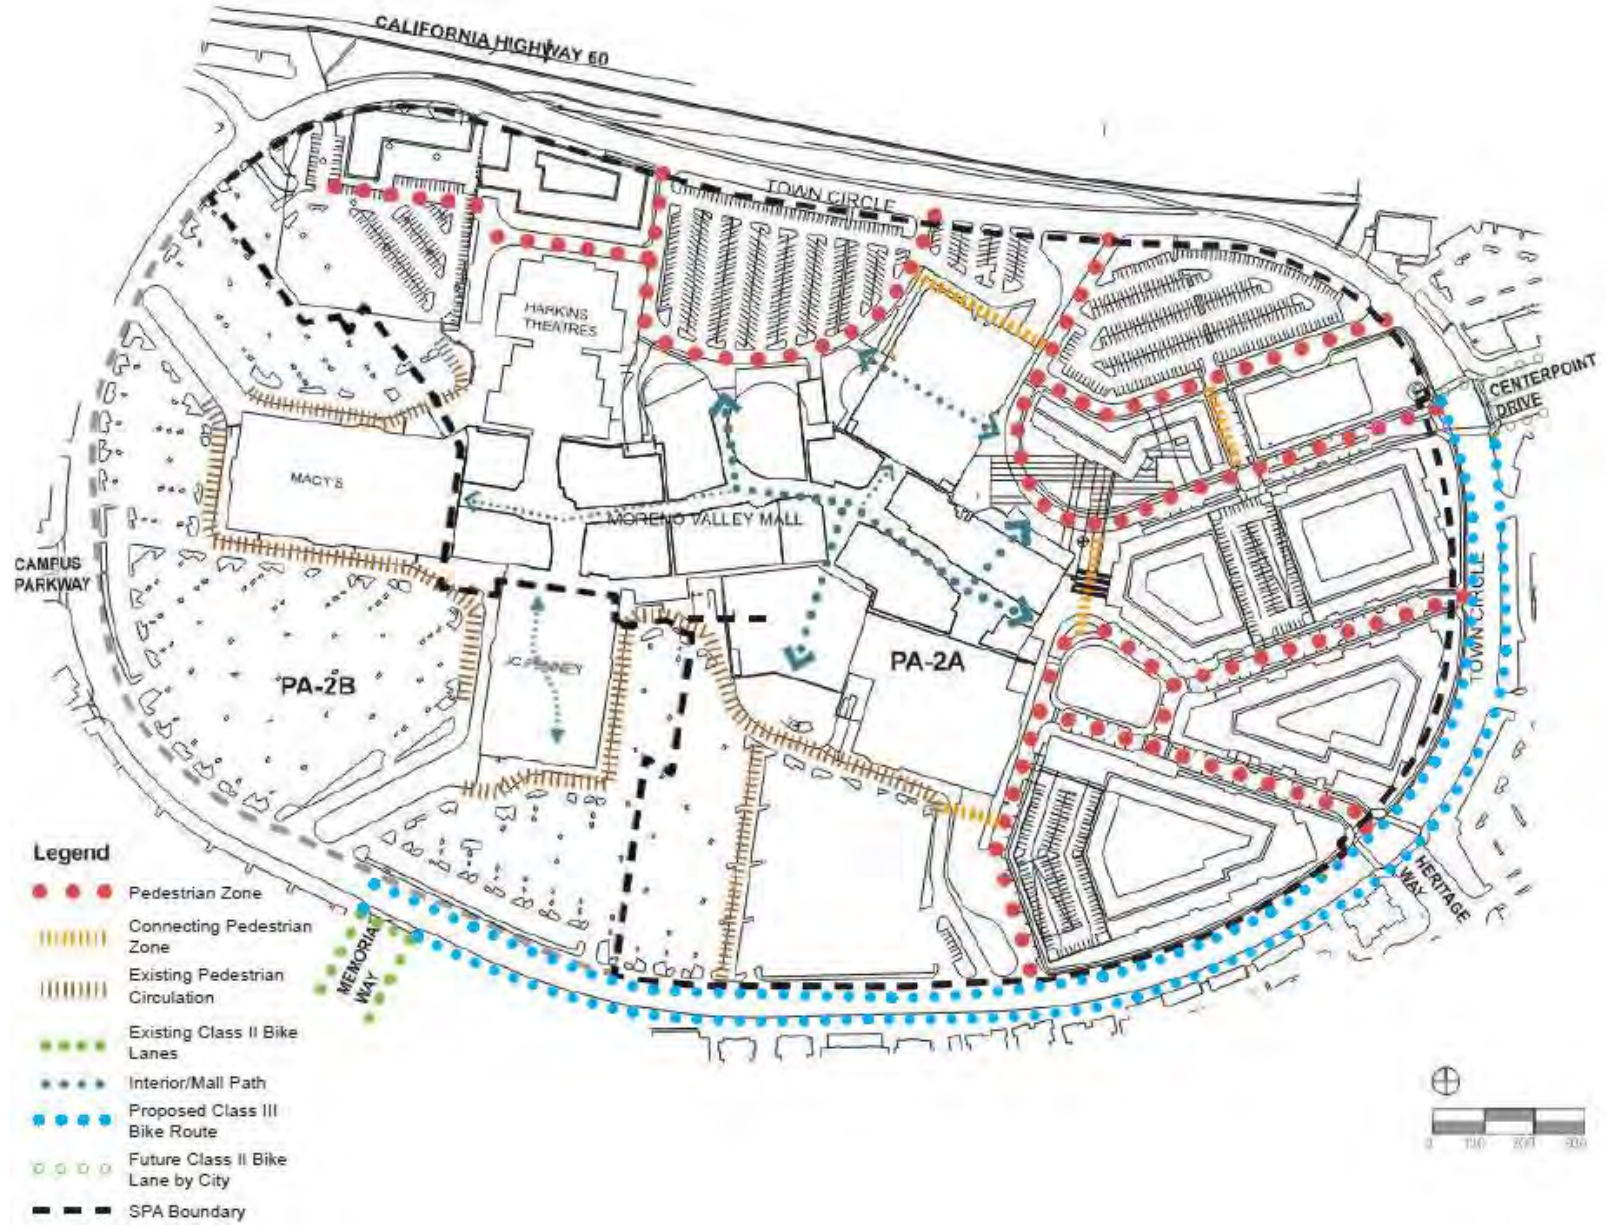 CALIFORNIA HIGHWAY 60
TOWN CIRCLE
HARKINS
THEATRES
CENTERPOINT
DRIVE
MACY'S
MORENO VALLEY MALL
CAMPUS
PARKWAY
TOWN CIRCLE
JC PENNEY
PA-2A
PA-2B
HERITAGE
WAY
MEMORIAL
WAY
Legend
Pedestrian Zone
Connecting Pedestrian
Zone
Existing Pedestrian
Circulation
Existing Class II Bike
Lanes
Interior/Mall Path
Proposed Class III
Bike Route
Future Class II Bike
Lane by City
SPA Boundary
0